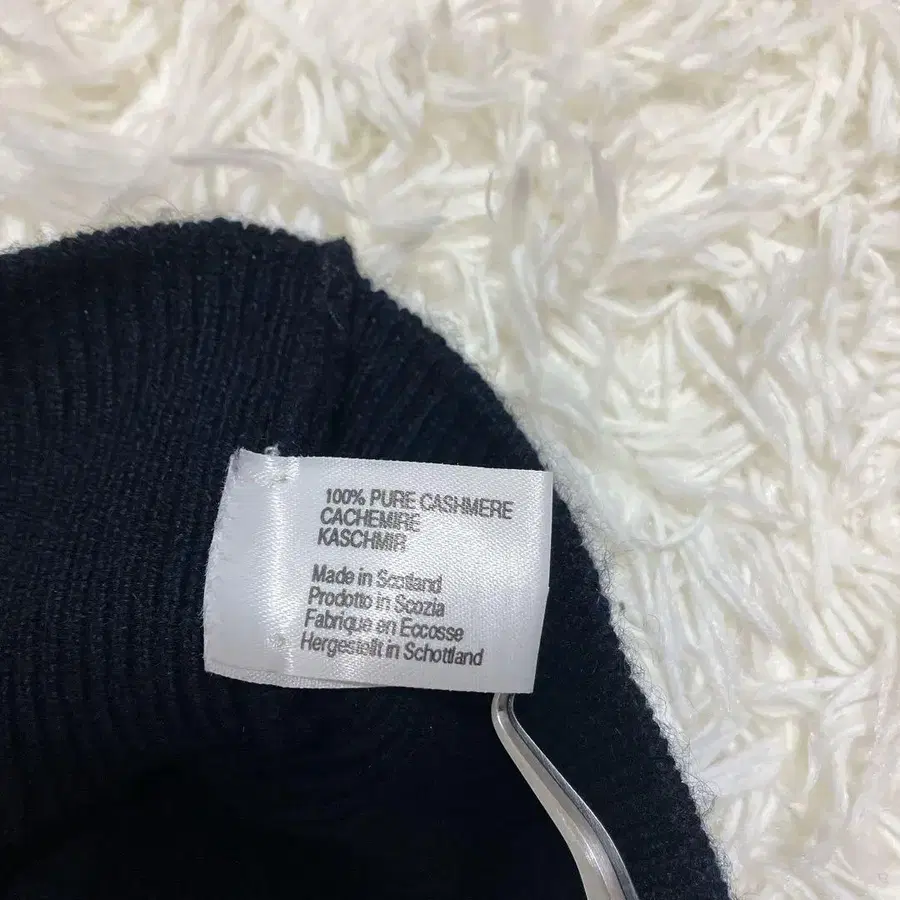 100% PURE CASHMERE
CACHEMIRE
KASCHMIR
Made in Scotland
Prodotto in Scozia
Fabrique en Eccosse
Hergestellt in Schottland